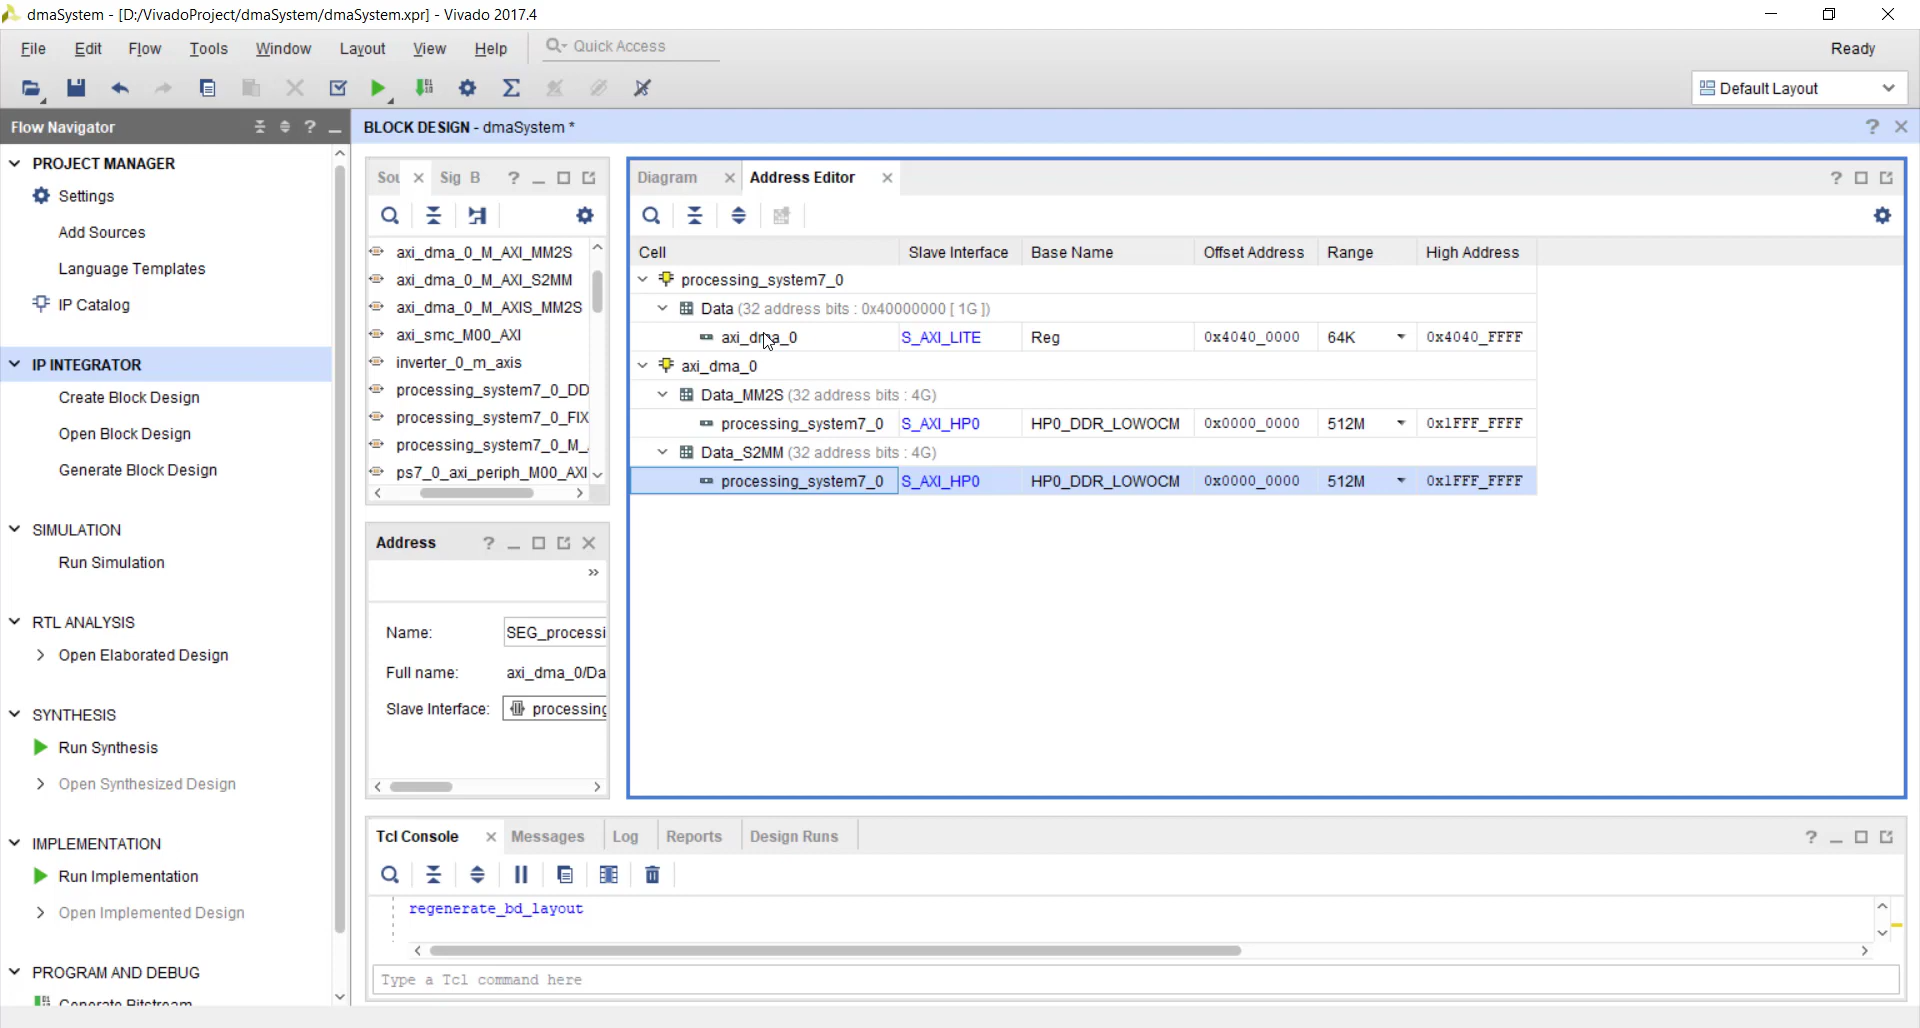 dmaSystem - [D:/VivadoProject/dmaSystem/dmaSystem.xpr] - Vivado 2017.4
File Edit Flow Tools Window Layout View Help Quick Access Ready
Default Layout
Flow Navigator
BLOCK DESIGN - dmaSystem *
PROJECT MANAGER
Settings
Add Sources
Language Templates
IP Catalog
IP INTEGRATOR
Create Block Design
Open Block Design
Generate Block Design
SIMULATION
Run Simulation
RTL ANALYSIS
Open Elaborated Design
SYNTHESIS
Run Synthesis
Open Synthesized Design
IMPLEMENTATION
Run Implementation
Open Implemented Design
PROGRAM AND DEBUG
Generate Bitstream
Sou Sig B
axi_dma_0_M_AXI_MM2S
axi_dma_0_M_AXI_S2MM
axi_dma_0_M_AXIS_MM2S
axi_smc_M00_AXI
inverter_0_m_axis
processing_system7_0_DD
processing_system7_0_FIX
processing_system7_0_M_
ps7_0_axi_periph_M00_AXI
Address
Name: SEG_processi
Full name: axi_dma_0/Da
Slave Interface: processing
Diagram Address Editor
Cell Slave Interface Base Name Offset Address Range High Address
processing_system7_0
Data (32 address bits : 0x40000000 [ 1G ])
axi_dma_0 S_AXI_LITE Reg 0x4040_0000 64K 0x4040_FFFF
axi_dma_0
Data_MM2S (32 address bits : 4G)
processing_system7_0 S_AXI_HP0 HP0_DDR_LOWOCM 0x0000_0000 512M 0x1FFF_FFFF
Data_S2MM (32 address bits : 4G)
processing_system7_0 S_AXI_HP0 HP0_DDR_LOWOCM 0x0000_0000 512M 0x1FFF_FFFF
Tcl Console Messages Log Reports Design Runs
regenerate_bd_layout
Type a Tcl command here